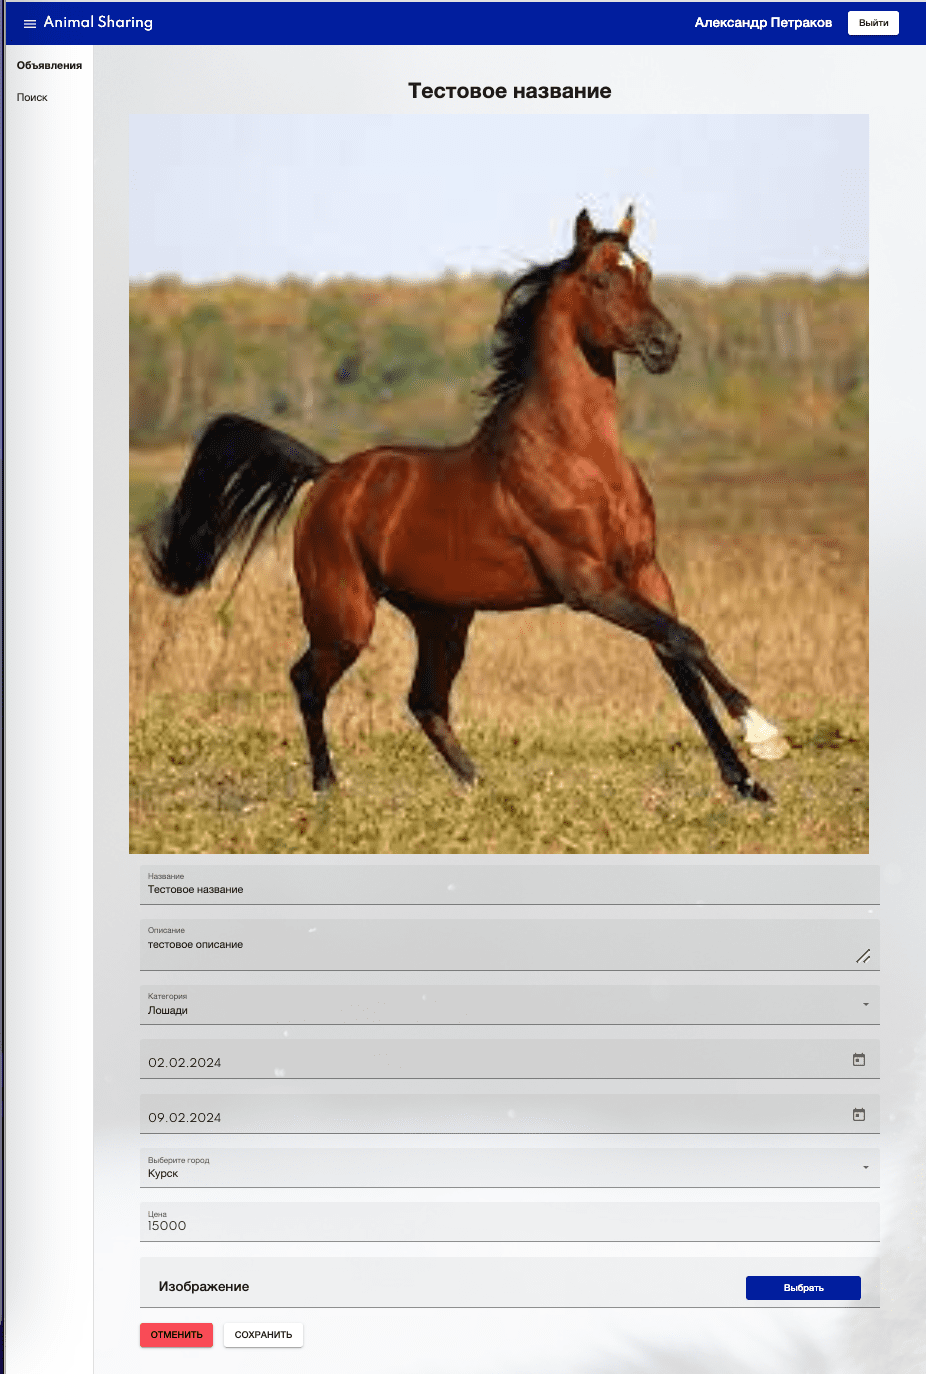 Animal Sharing
Александр Петраков
Выйти
Объявления
Поиск
Тестовое название
Название
Тестовое название
Описание
тестовое описание
Категория
Лошади
02.02.2024
09.02.2024
Выберите город
Курск
Цена
15000
Изображение
Выбрать
ОТМЕНИТЬ
СОХРАНИТЬ